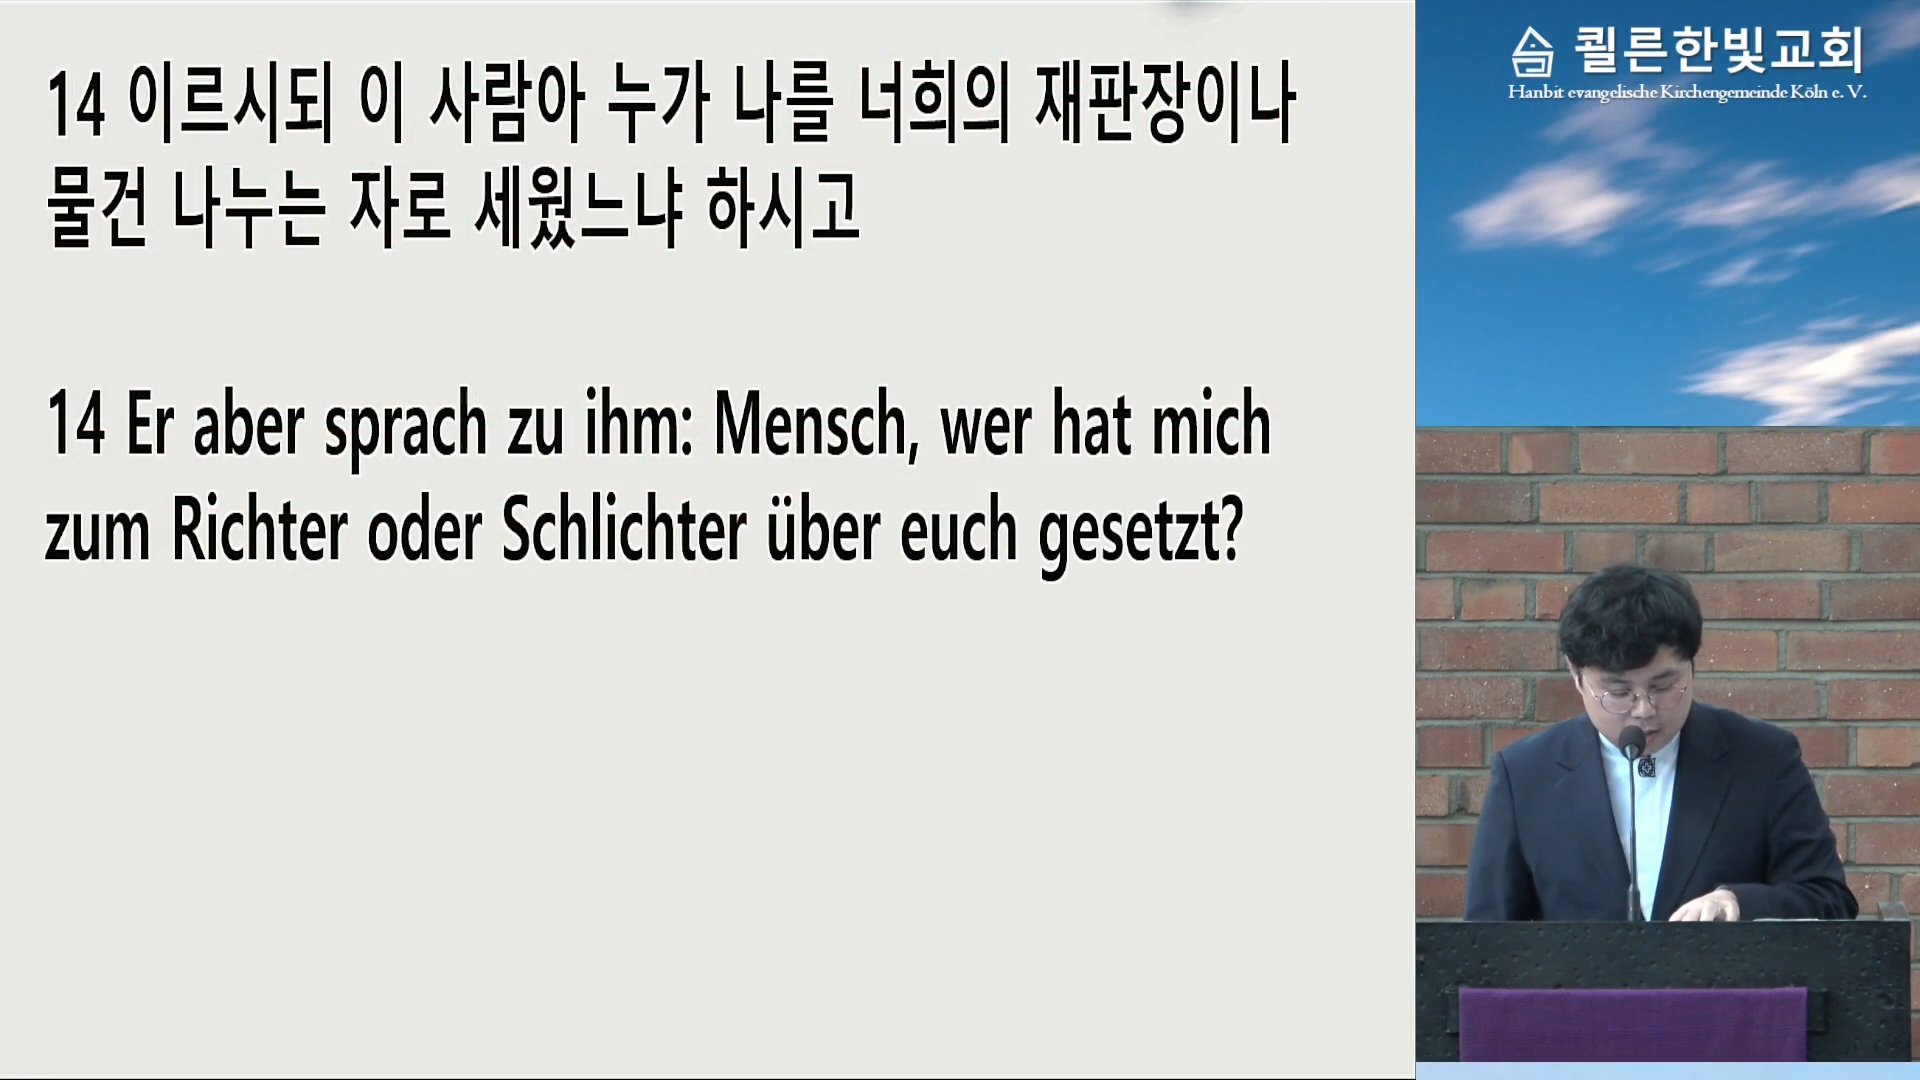 14 이르시되 이 사람아 누가 나를 너희의 재판장이나
물건 나누는 자로 세웠느냐 하시고
14 Er aber sprach zu ihm: Mensch, wer hat mich
zum Richter oder Schlichter über euch gesetzt?
쾰른한빛교회
Hanbit evangelische Kirchengemeinde Köln e. V.